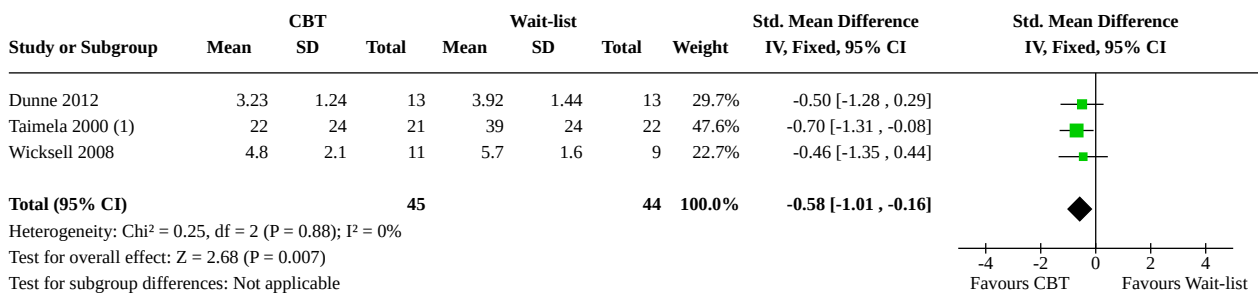 CBT Wait-list Std. Mean Difference Std. Mean Difference
Study or Subgroup Mean SD Total Mean SD Total Weight IV, Fixed, 95% CI IV, Fixed, 95% CI
Dunne 2012 3.23 1.24 13 3.92 1.44 13 29.7% -0.50 [-1.28 , 0.29]
Taimela 2000 (1) 22 24 21 39 24 22 47.6% -0.70 [-1.31 , -0.08]
Wicksell 2008 4.8 2.1 11 5.7 1.6 9 22.7% -0.46 [-1.35 , 0.44]
Total (95% CI) 45 44 100.0% -0.58 [-1.01 , -0.16]
Heterogeneity: Chi² = 0.25, df = 2 (P = 0.88); I² = 0%
Test for overall effect: Z = 2.68 (P = 0.007)
-4 -2 0 2 4
Test for subgroup differences: Not applicable Favours CBT Favours Wait-list